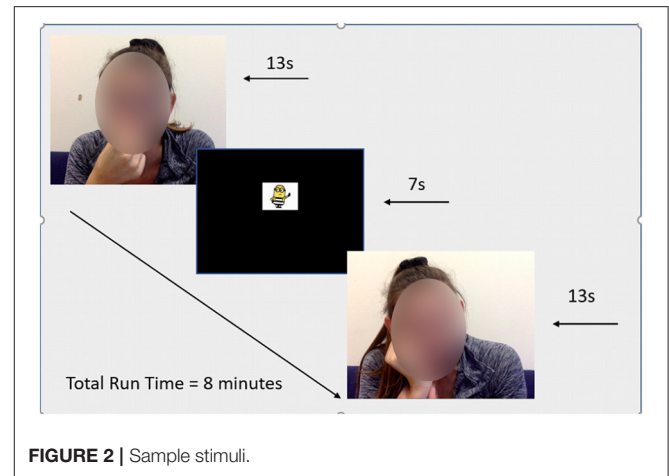 13s
7s
13s
Total Run Time = 8 minutes
FIGURE 2 | Sample stimuli.